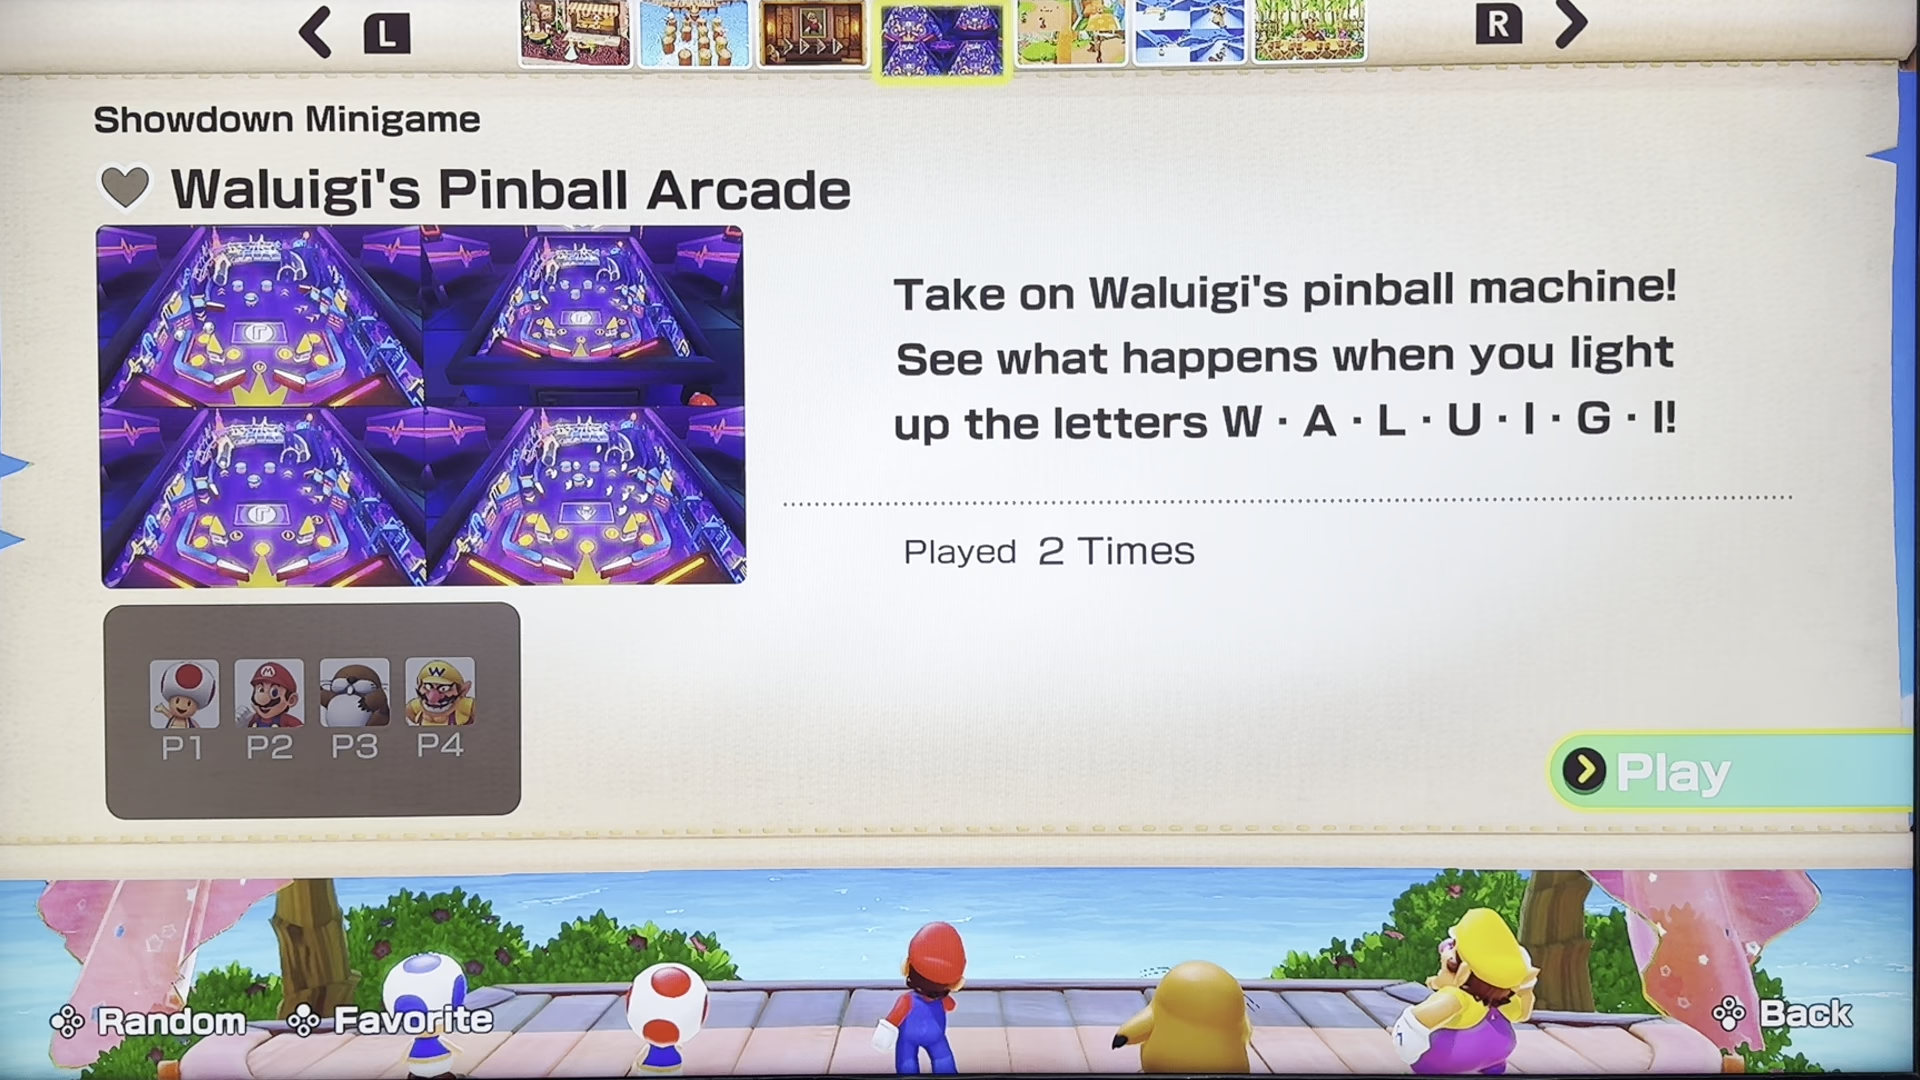 L
R
Showdown Minigame
Waluigi's Pinball Arcade
Take on Waluigi's pinball machine!
See what happens when you light
up the letters W · A · L · U · I · G · I!
Played 2 Times
P1 P2 P3 P4
Play
Random
Favorite
Back